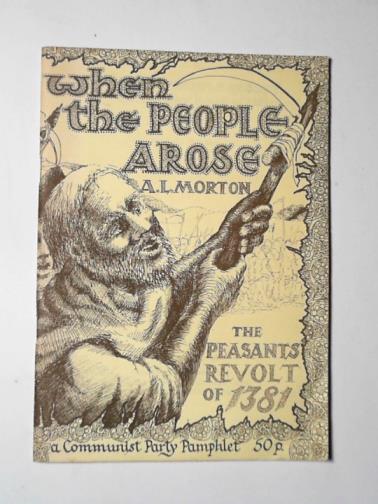 when
the PEOPLE
AROSE
A.L.MORTON
THE
PEASANTS'
REVOLT
OF 1381
a Communist Party Pamphlet 50p.